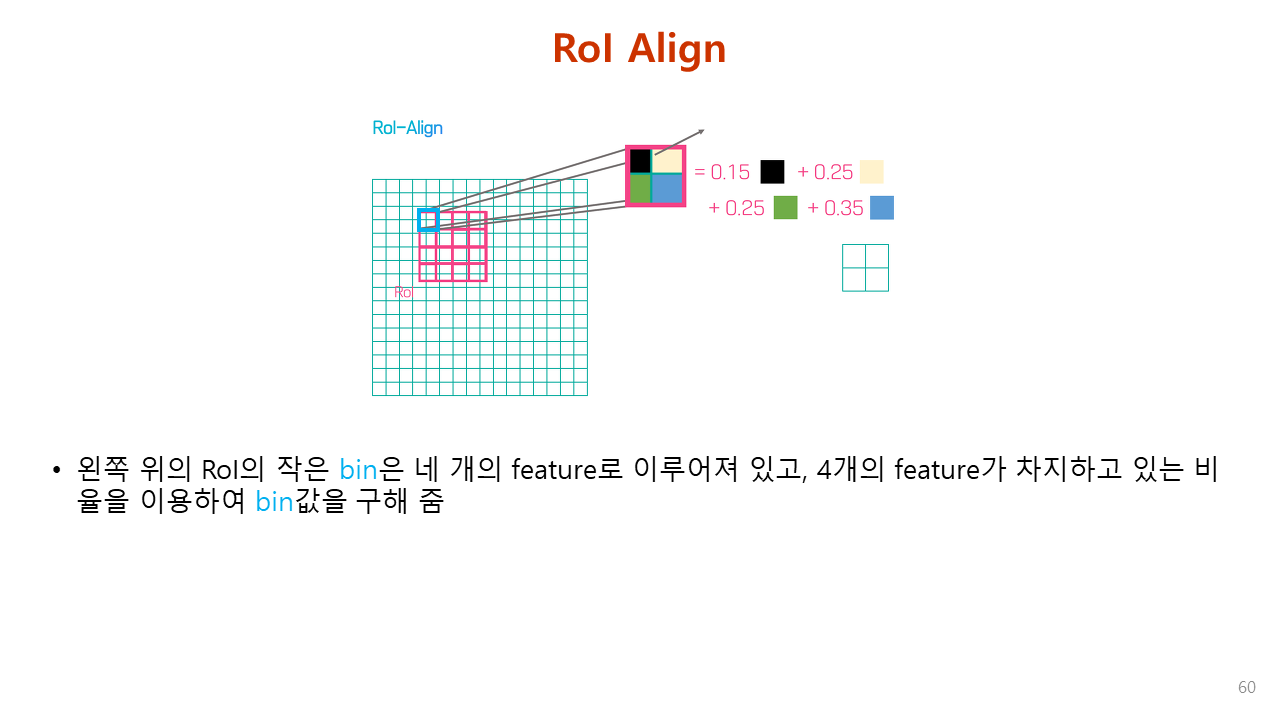 RoI Align
RoI-Align
= 0.15 + 0.25
+ 0.25 + 0.35
RoI
• 왼쪽 위의 RoI의 작은 bin은 네 개의 feature로 이루어져 있고, 4개의 feature가 차지하고 있는 비
율을 이용하여 bin값을 구해 줌
60